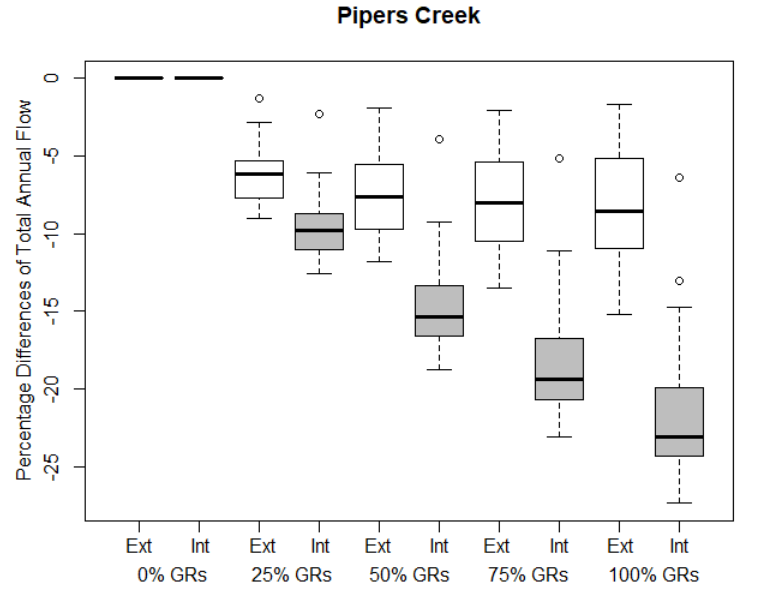 Pipers Creek
Percentage Differences of Total Annual Flow
0
-5
-10
-15
-20
-25
Ext Int Ext Int Ext Int Ext Int Ext Int
0% GRs 25% GRs 50% GRs 75% GRs 100% GRs